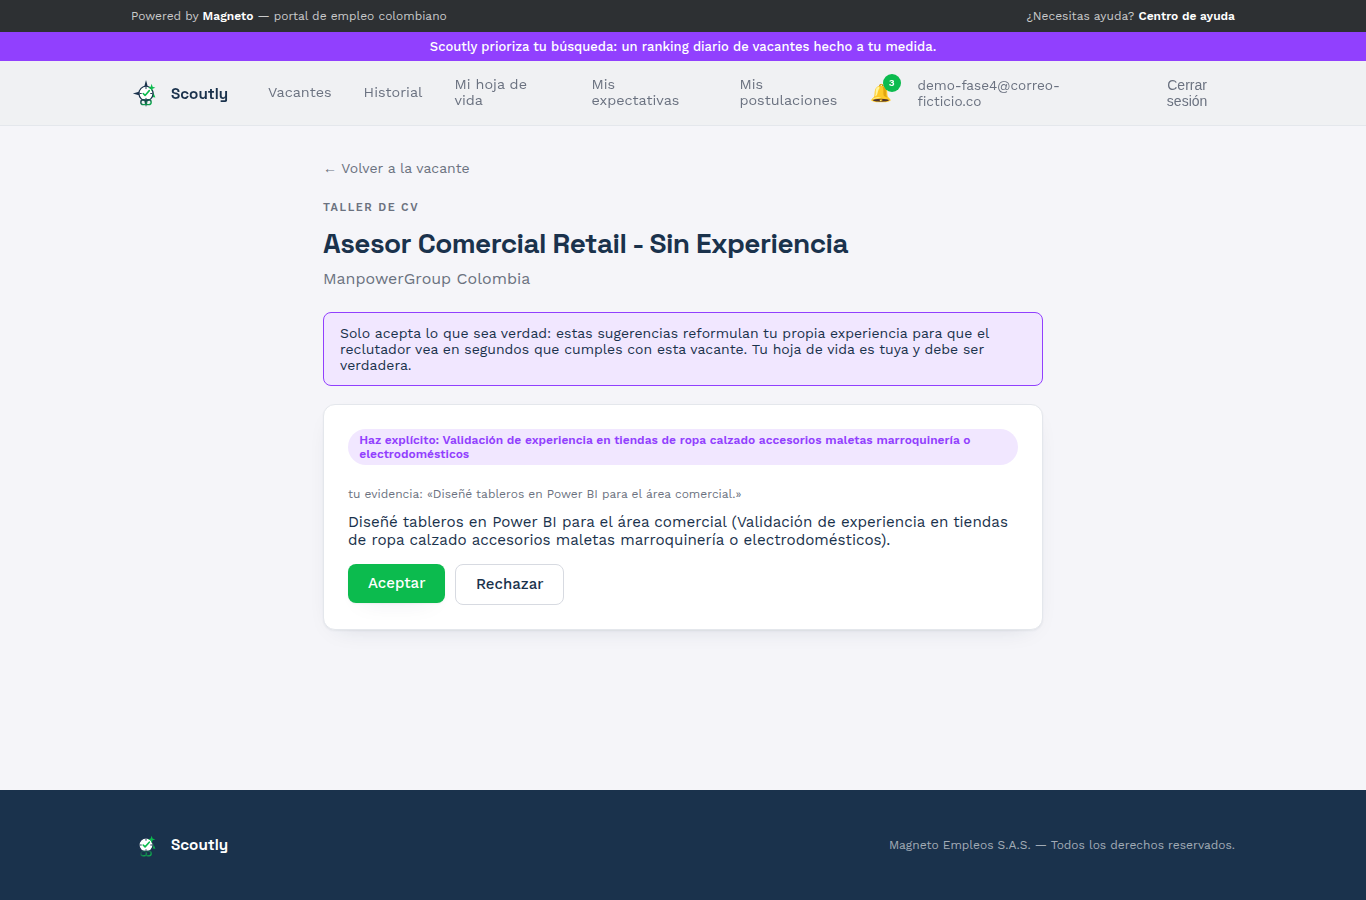 Powered by Magneto — portal de empleo colombiano
¿Necesitas ayuda? Centro de ayuda
Scoutly prioriza tu búsqueda: un ranking diario de vacantes hecho a tu medida.
Scoutly
Vacantes
Historial
Mi hoja de
vida
Mis
expectativas
Mis
postulaciones
3
demo-fase4@correo-
ficticio.co
Cerrar
sesión
← Volver a la vacante
TALLER DE CV
Asesor Comercial Retail - Sin Experiencia
ManpowerGroup Colombia
Solo acepta lo que sea verdad: estas sugerencias reformulan tu propia experiencia para que el
reclutador vea en segundos que cumples con esta vacante. Tu hoja de vida es tuya y debe ser
verdadera.
Haz explícito: Validación de experiencia en tiendas de ropa calzado accesorios maletas marroquinería o
electrodomésticos
tu evidencia: «Diseñé tableros en Power BI para el área comercial.»
Diseñé tableros en Power BI para el área comercial (Validación de experiencia en tiendas
de ropa calzado accesorios maletas marroquinería o electrodomésticos).
Aceptar
Rechazar
Scoutly
Magneto Empleos S.A.S. — Todos los derechos reservados.